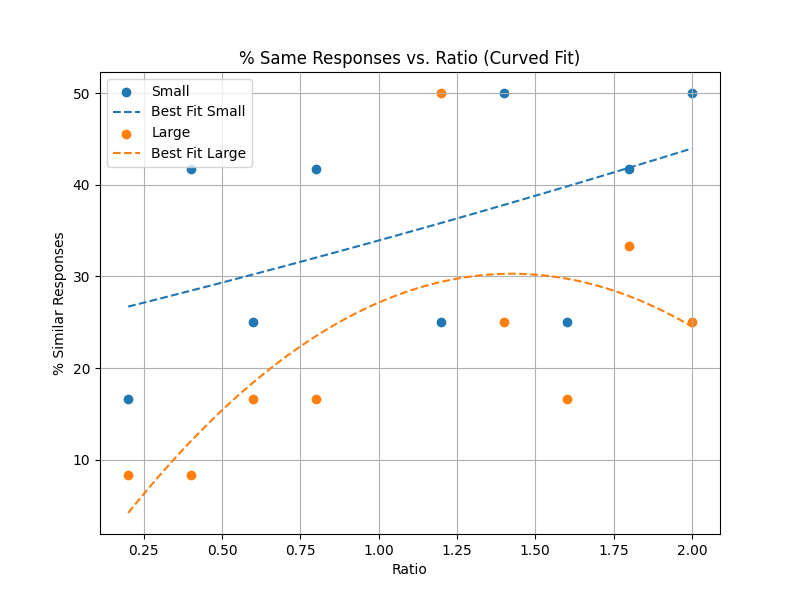 % Same Responses vs. Ratio (Curved Fit)
Small
Best Fit Small
Large
Best Fit Large
% Similar Responses
50
40
30
20
10
0.25 0.50 0.75 1.00 1.25 1.50 1.75 2.00
Ratio